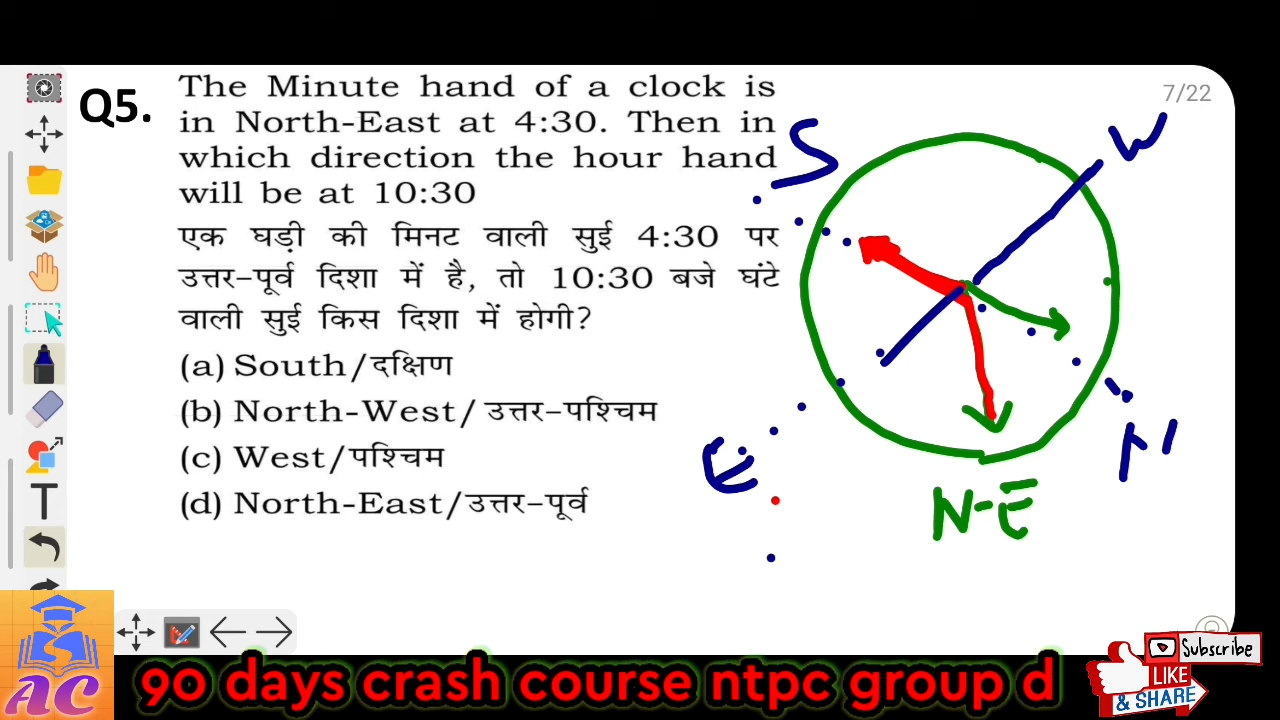 7/22
Q5.
The Minute hand of a clock is
in North-East at 4:30. Then in
which direction the hour hand
will be at 10:30
एक घड़ी की मिनट वाली सुई 4:30 पर
उत्तर-पूर्व दिशा में है, तो 10:30 बजे घंटे
वाली सुई किस दिशा में होगी?
(a) South/दक्षिण
(b) North-West/उत्तर-पश्चिम
(c) West/पश्चिम
(d) North-East/उत्तर-पूर्व
S
W
E
N
N-E
T
AC
90 days crash course ntpc group d
Subscribe
LIKE
& SHARE